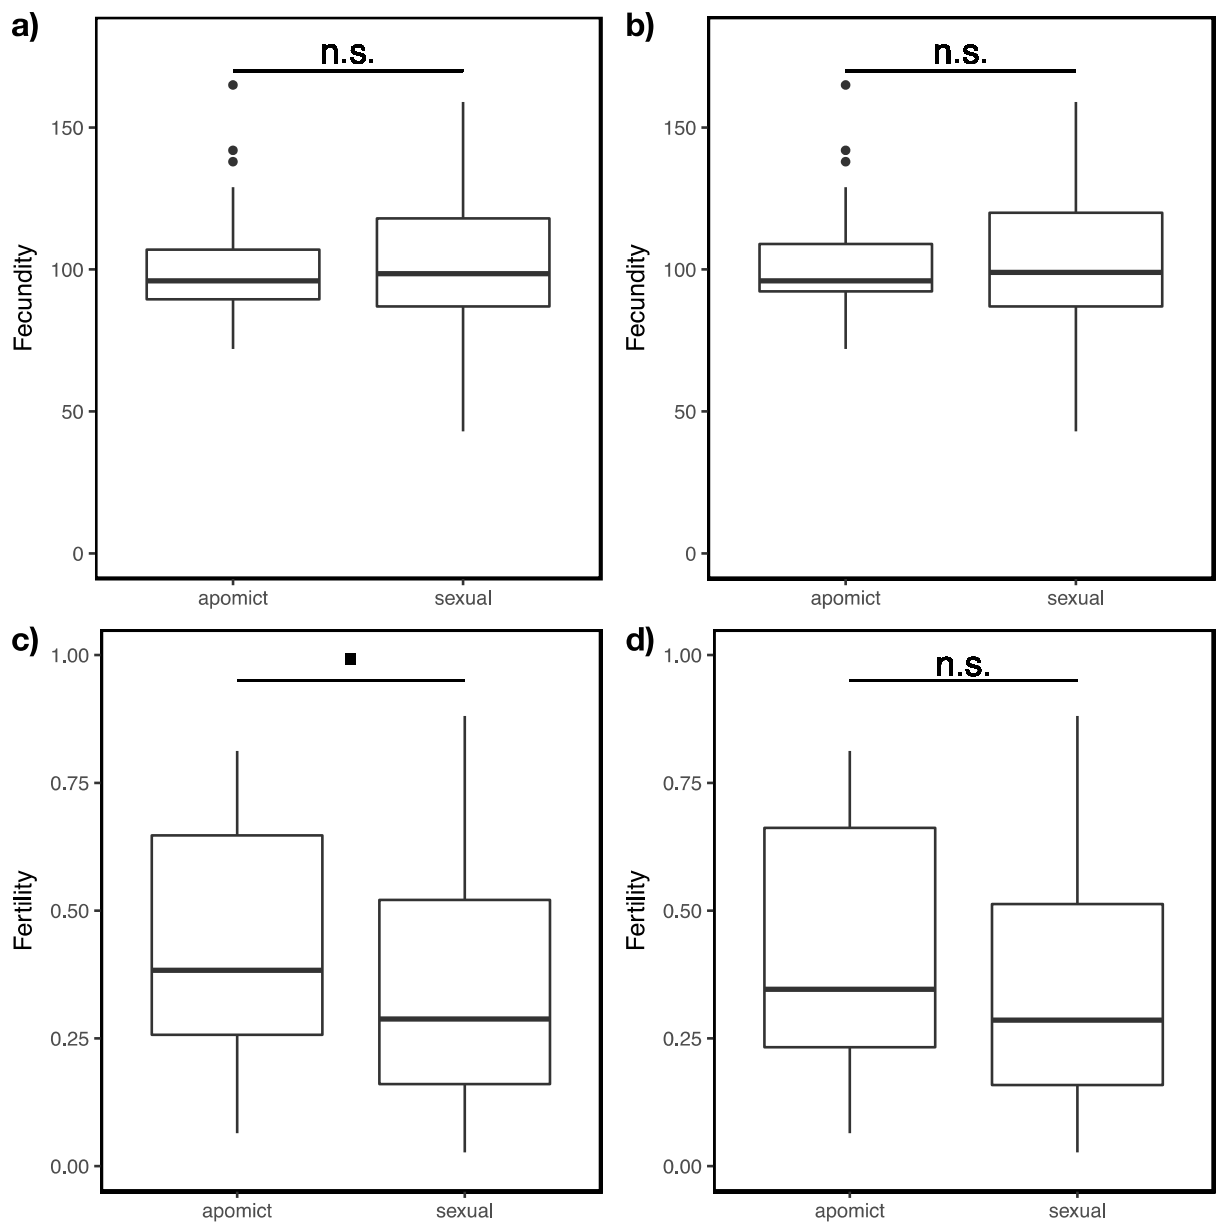 a)
n.s.
150
100
50
0
Fecundity
apomict
sexual
b)
n.s.
150
100
50
0
Fecundity
apomict
sexual
c)
1.00
0.75
0.50
0.25
0.00
Fertility
apomict
sexual
d)
n.s.
1.00
0.75
0.50
0.25
0.00
Fertility
apomict
sexual